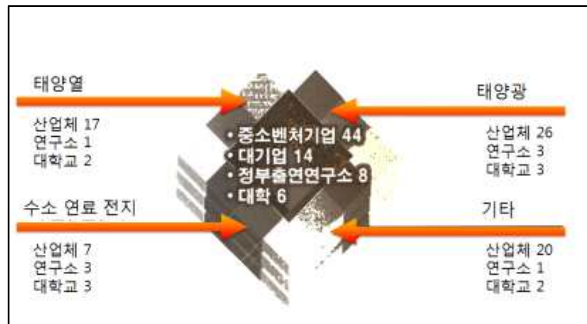 태양열
산업체 17
연구소 1
대학교 2
태양광
산업체 26
연구소 3
대학교 3
• 중소벤처기업 44
• 대기업 14
• 정부출연연구소 8
• 대학 6
수소 연료 전지
산업체 7
연구소 3
대학교 3
기타
산업체 20
연구소 1
대학교 2